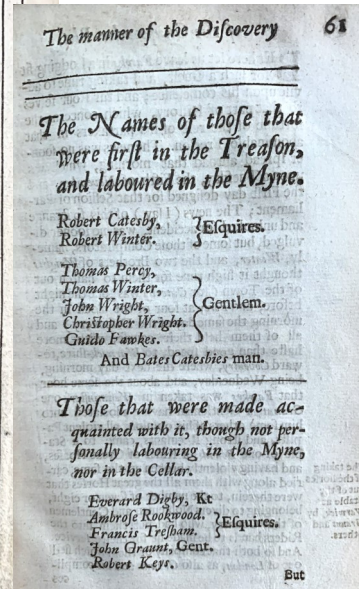 The manner of the Diſcovery 61
The Names of thoſe that
were firſt in the Treaſon,
and laboured in the Myne.
Robert Catesby,
Robert Winter. } Eſquires.
Thomas Percy,
Thomas Winter,
John Wright, } Gentlem.
Chriſtopher Wright.
Guido Fawkes.
And Bates Catesbies man.
Thoſe that were made ac-
quainted with it, though not per-
ſonally labouring in the Myne,
nor in the Cellar.
Everard Digby, Kt
Ambroſe Rookwood. } Eſquires.
Francis Treſham.
John Graunt, Gent.
Robert Keys.
But